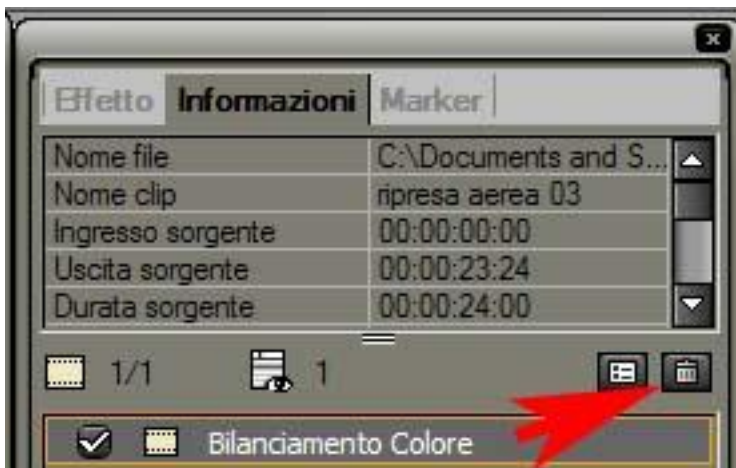 Effetto Informazioni Marker
Nome file C:\Documents and S...
Nome clip ripresa aerea 03
Ingresso sorgente 00:00:00:00
Uscita sorgente 00:00:23:24
Durata sorgente 00:00:24:00
1/1 1
Bilanciamento Colore